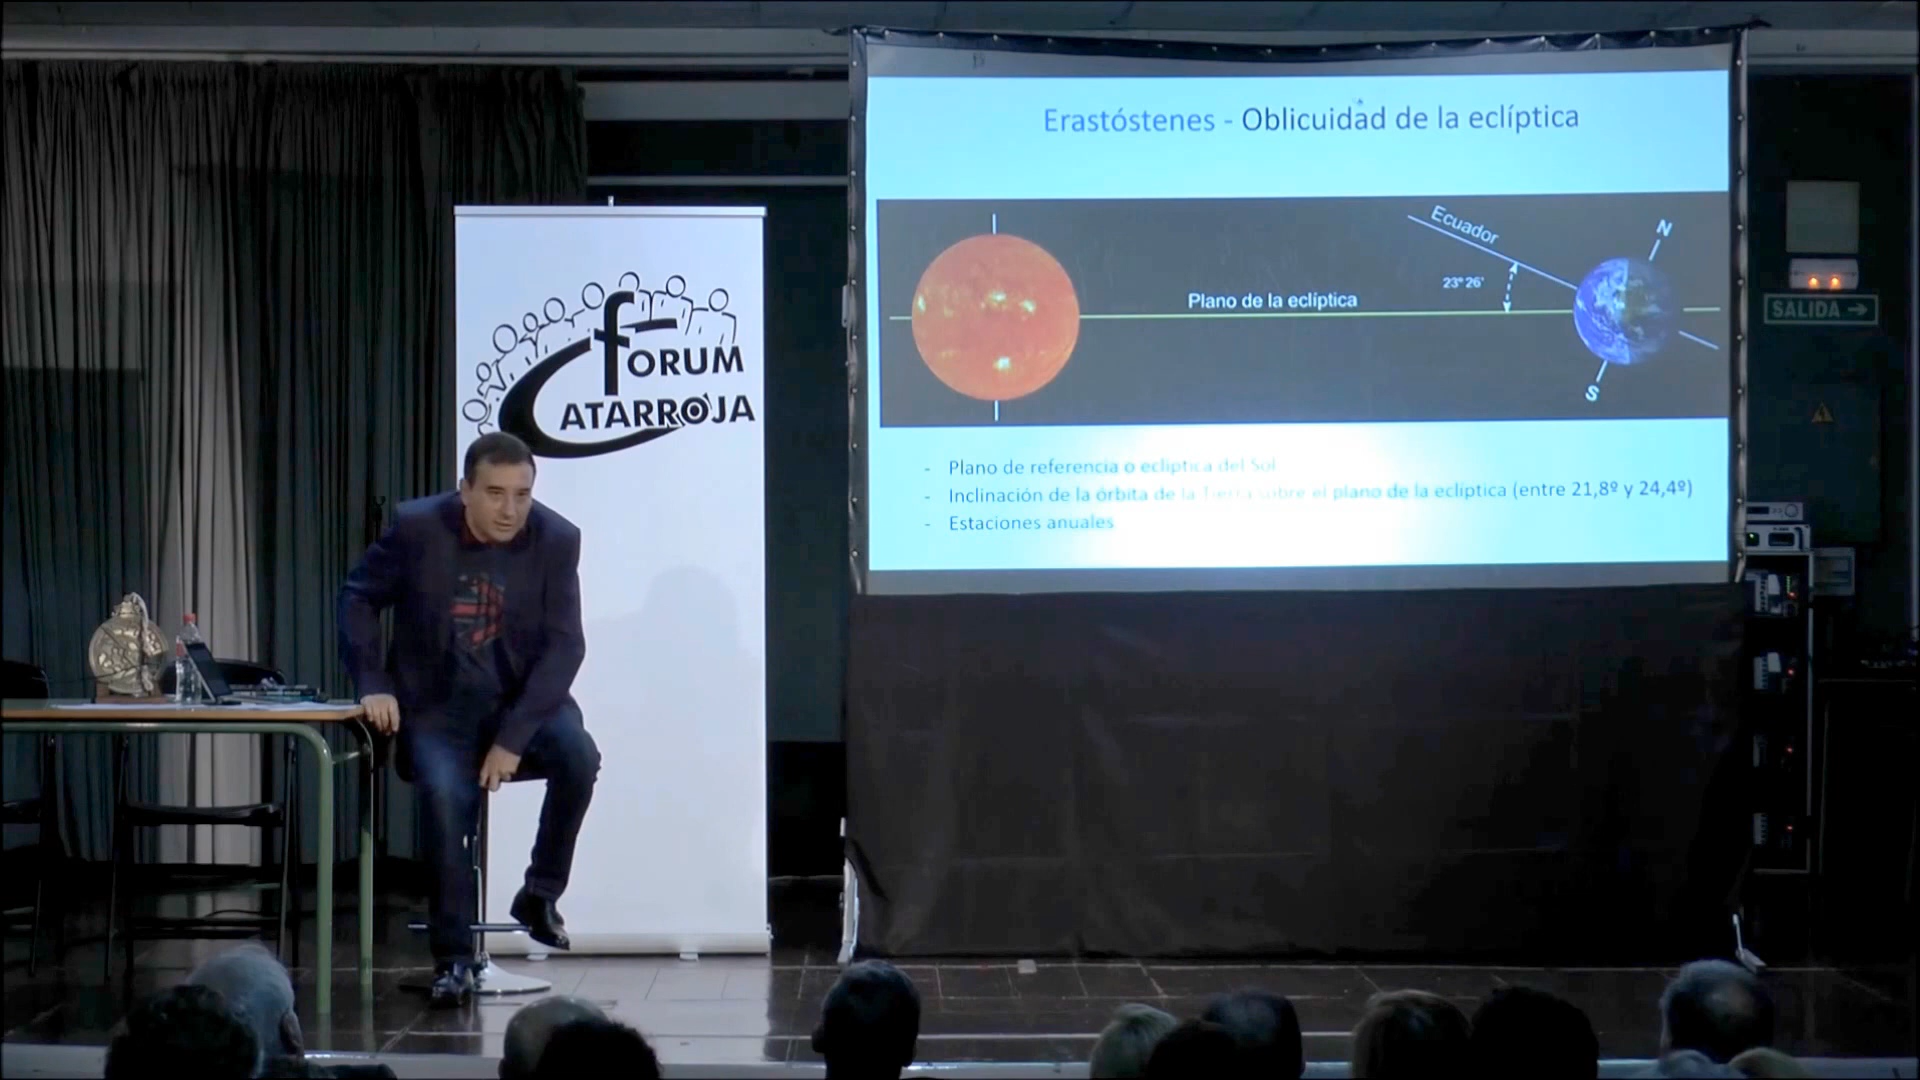 Erastóstenes - Oblicuidad de la eclíptica
Ecuador
N
23º 26'
Plano de la eclíptica
S
- Plano de referencia o eclíptica del Sol
- Inclinación de la órbita de la Tierra sobre el plano de la eclíptica (entre 21,8º y 24,4º)
- Estaciones anuales
SALIDA →
fORUM
CATARROJA